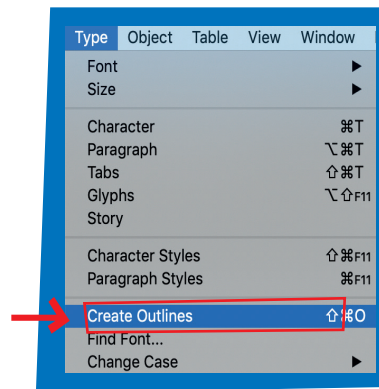 Type Object Table View Window
Font ▶
Size ▶
Character ⌘T
Paragraph ⌥⌘T
Tabs ⇧⌘T
Glyphs ⌥⇧F11
Story
Character Styles ⇧⌘F11
Paragraph Styles ⌘F11
Create Outlines ⇧⌘O
Find Font...
Change Case ▶